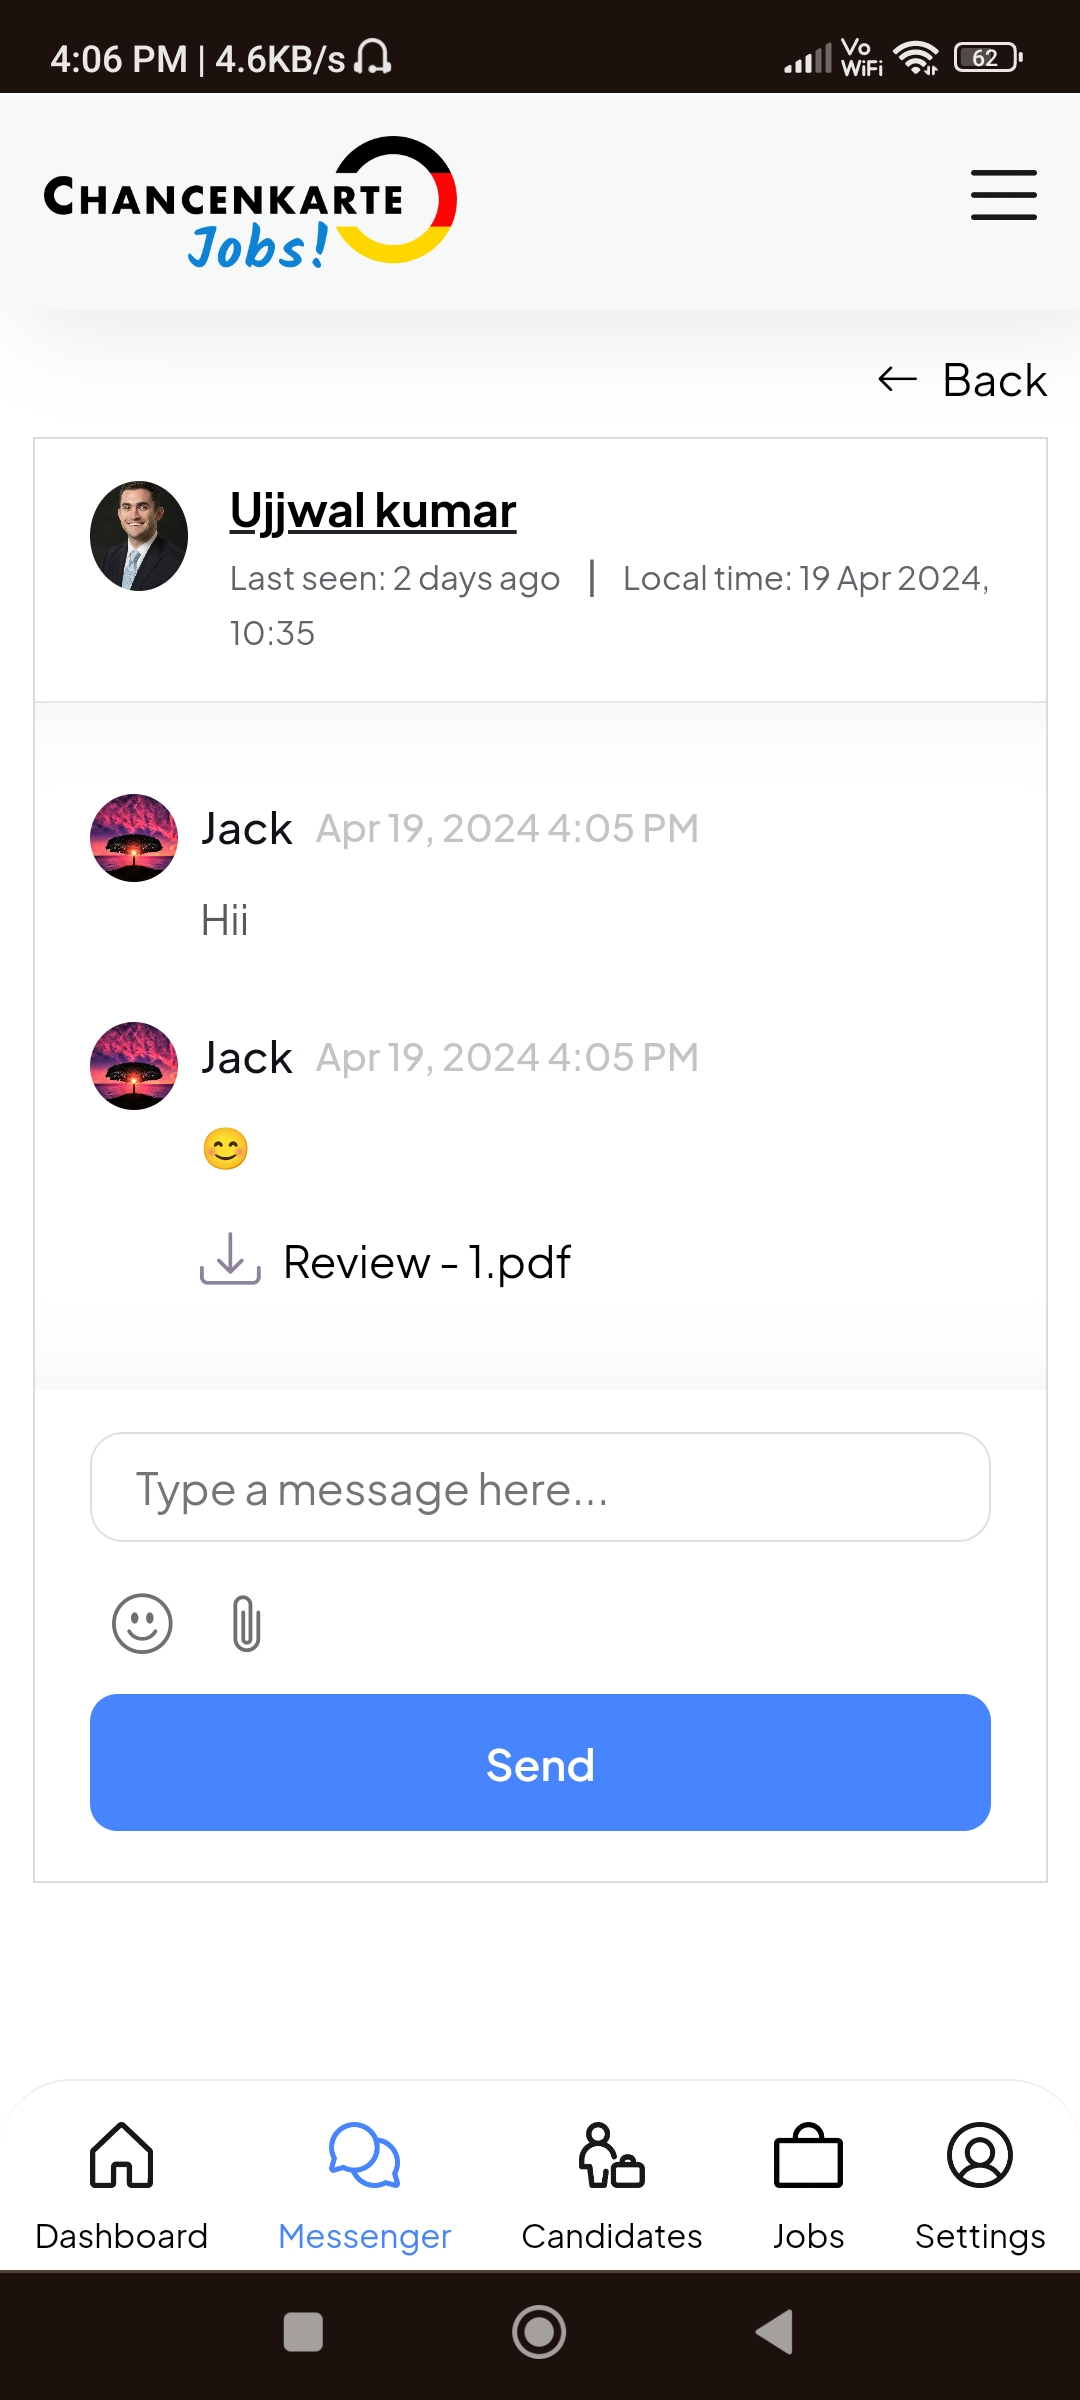 4:06 PM | 4.6KB/s
Vo
WiFi
62
CHANCENKARTE
Jobs!
← Back
Ujjwal kumar
Last seen: 2 days ago | Local time: 19 Apr 2024,
10:35
Jack Apr 19, 2024 4:05 PM
Hii
Jack Apr 19, 2024 4:05 PM
😊
Review - 1.pdf
Type a message here...
Send
Dashboard Messenger Candidates Jobs Settings